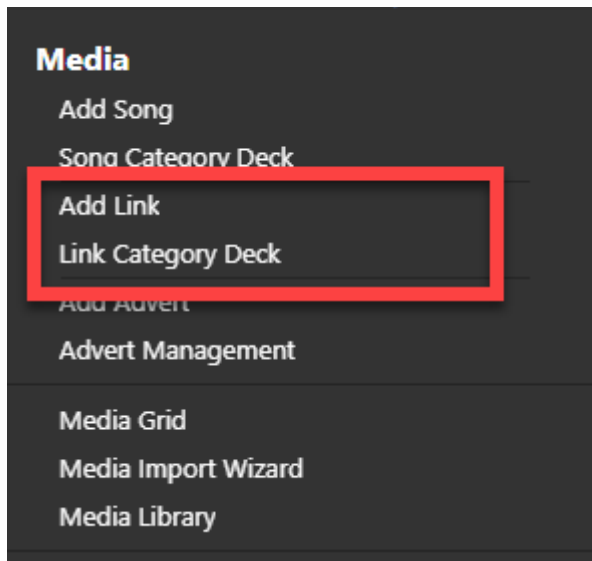 Media
Add Song
Song Category Deck
Add Link
Link Category Deck
Add Advert
Advert Management
Media Grid
Media Import Wizard
Media Library